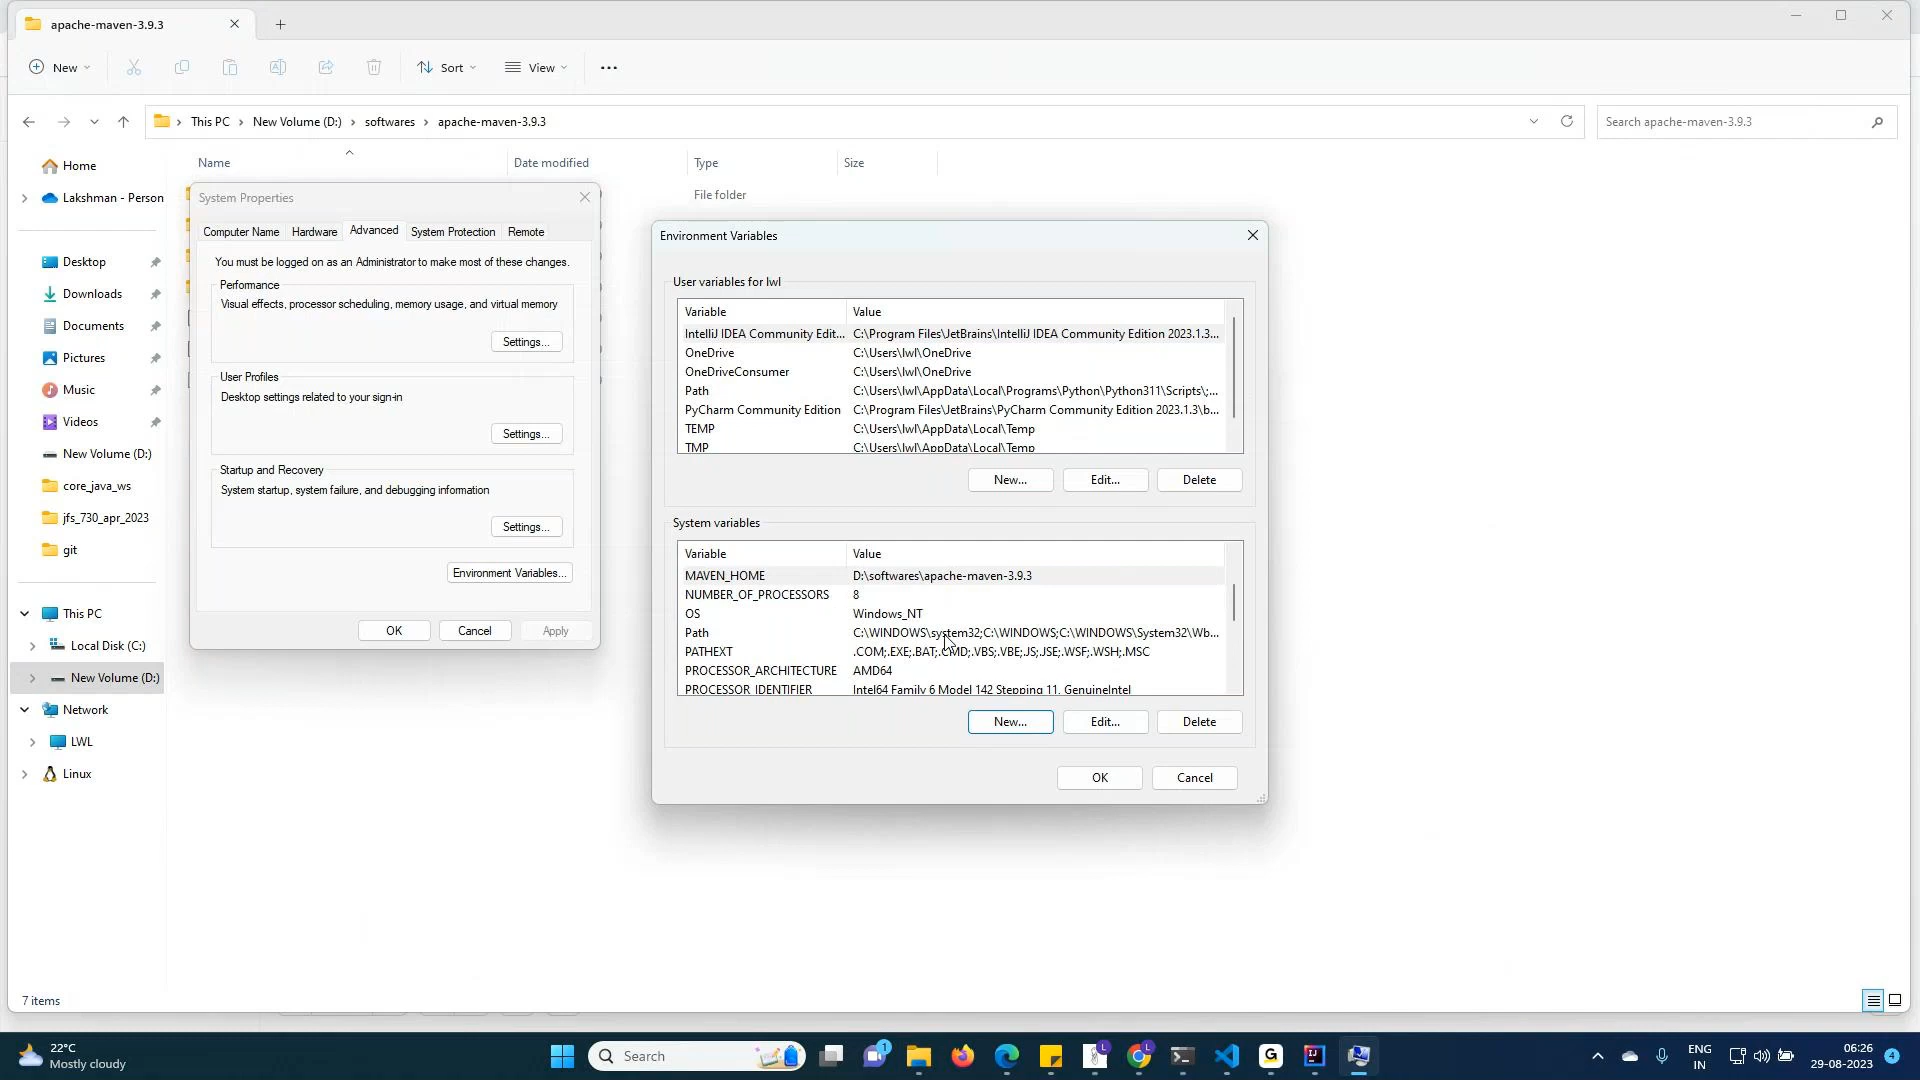 apache-maven-3.9.3
New
Sort
View
This PC > New Volume (D:) > softwares > apache-maven-3.9.3
Search apache-maven-3.9.3
Name
Date modified
Type
Size
File folder
Home
Lakshman - Person
Desktop
Downloads
Documents
Pictures
Music
Videos
New Volume (D:)
core_java_ws
jfs_730_apr_2023
git
This PC
Local Disk (C:)
New Volume (D:)
Network
LWL
Linux
7 items
System Properties
Computer Name
Hardware
Advanced
System Protection
Remote
You must be logged on as an Administrator to make most of these changes.
Performance
Visual effects, processor scheduling, memory usage, and virtual memory
Settings...
User Profiles
Desktop settings related to your sign-in
Settings...
Startup and Recovery
System startup, system failure, and debugging information
Settings...
Environment Variables...
OK
Cancel
Apply
Environment Variables
User variables for lwl
Variable Value
IntelliJ IDEA Community Edit... C:\Program Files\JetBrains\IntelliJ IDEA Community Edition 2023.1.3...
OneDrive C:\Users\lwl\OneDrive
OneDriveConsumer C:\Users\lwl\OneDrive
Path C:\Users\lwl\AppData\Local\Programs\Python\Python311\Scripts\;...
PyCharm Community Edition C:\Program Files\JetBrains\PyCharm Community Edition 2023.1.3\b...
TEMP C:\Users\lwl\AppData\Local\Temp
TMP C:\Users\lwl\AppData\Local\Temp
New...
Edit...
Delete
System variables
Variable Value
MAVEN_HOME D:\softwares\apache-maven-3.9.3
NUMBER_OF_PROCESSORS 8
OS Windows_NT
Path C:\WINDOWS\system32;C:\WINDOWS;C:\WINDOWS\System32\Wb...
PATHEXT .COM;.EXE;.BAT;.CMD;.VBS;.VBE;.JS;.JSE;.WSF;.WSH;.MSC
PROCESSOR_ARCHITECTURE AMD64
PROCESSOR_IDENTIFIER Intel64 Family 6 Model 142 Stepping 11, GenuineIntel
New...
Edit...
Delete
OK
Cancel
22°C
Mostly cloudy
Search
1
L
L
G
IJ
ENG
IN
06:26
29-08-2023
4